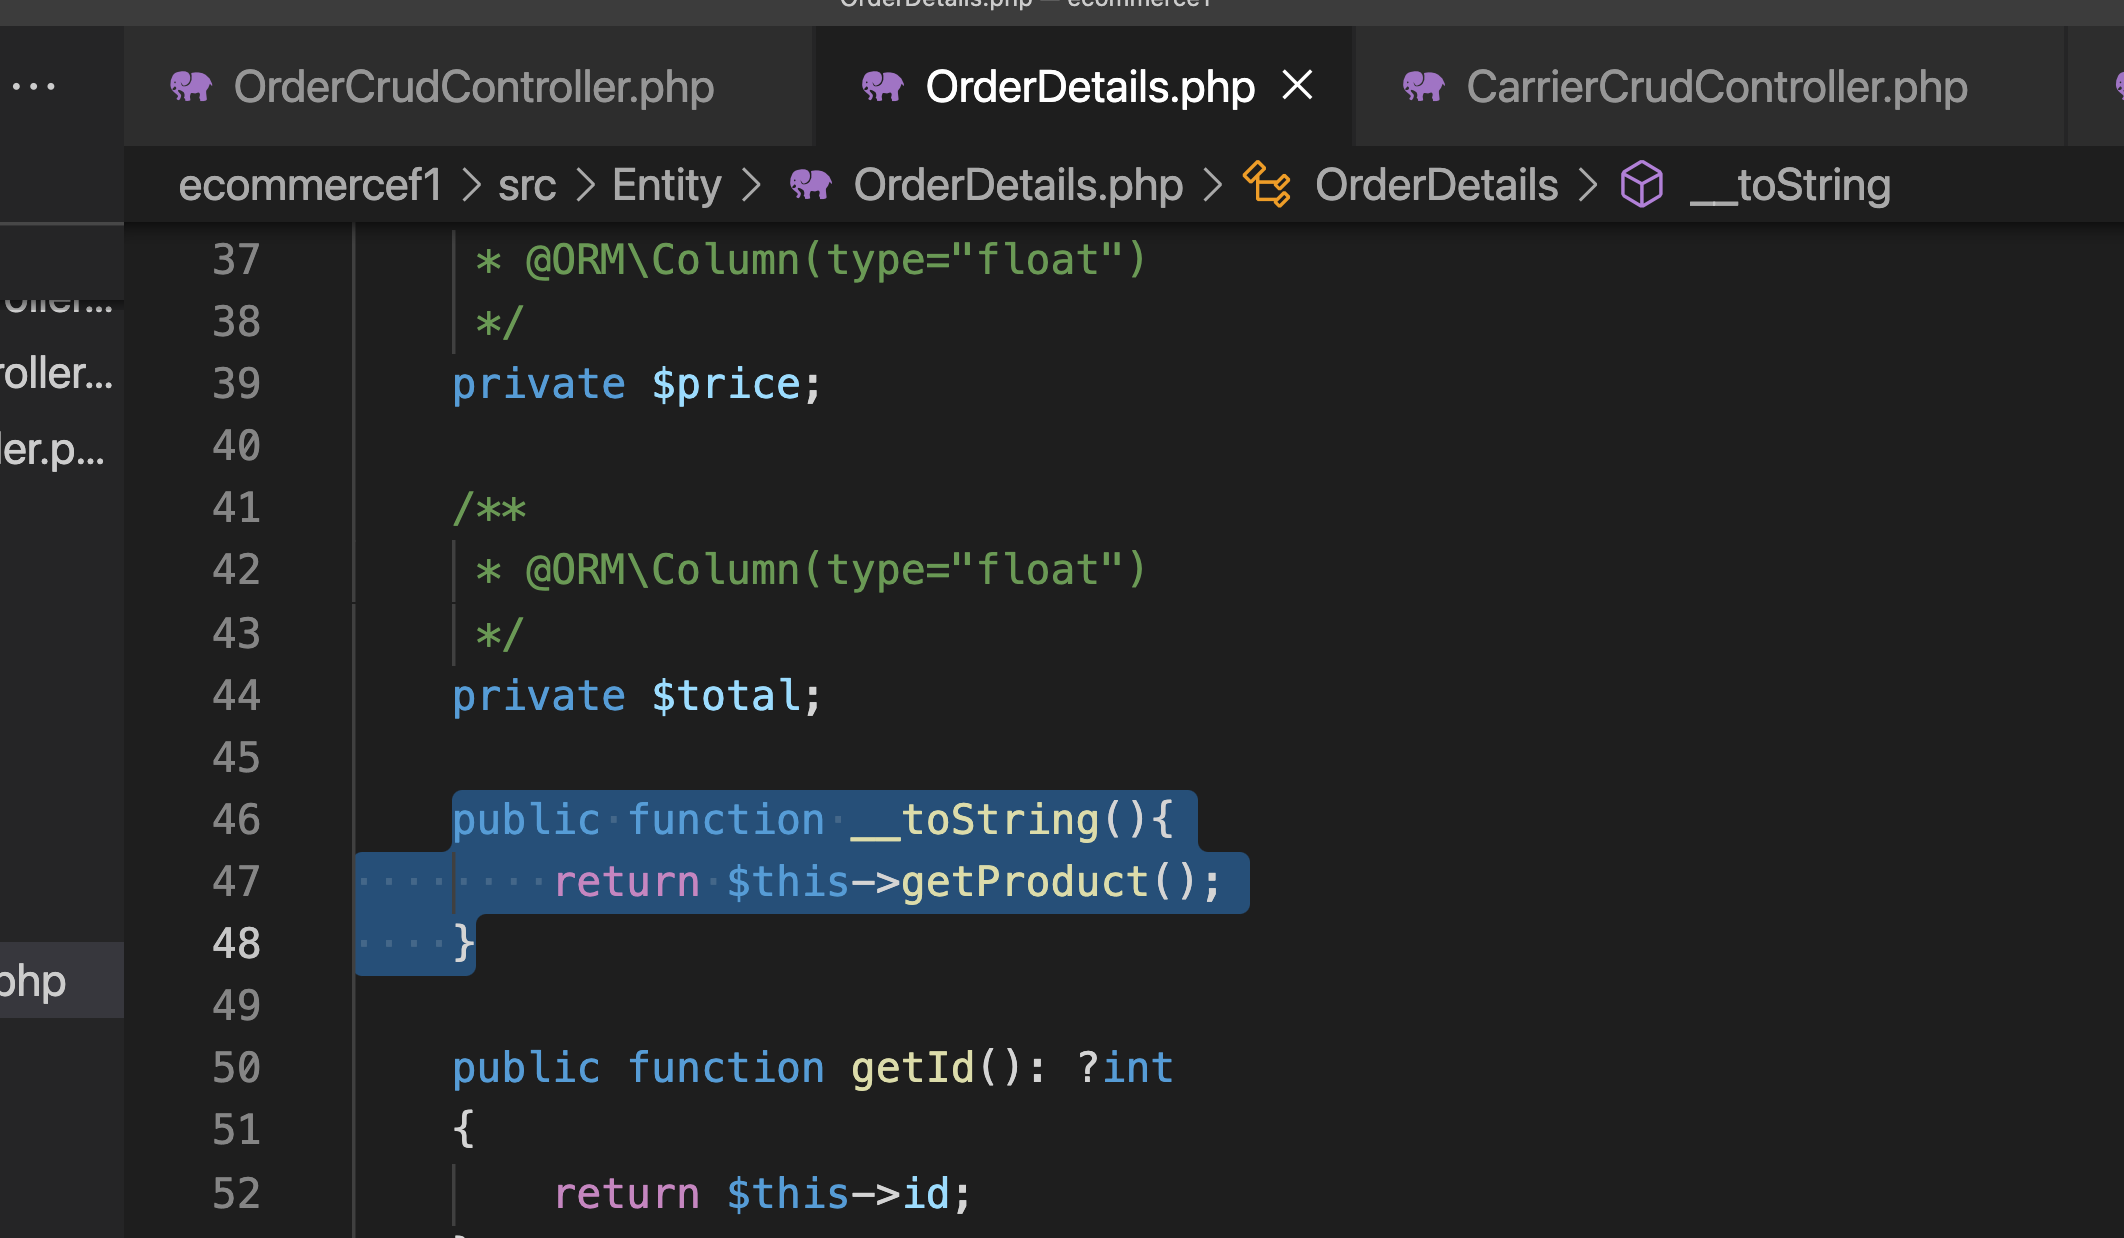 OrderDetails.php — ecommerce1
...
OrderCrudController.php
OrderDetails.php
CarrierCrudController.php
ecommercef1 > src > Entity > OrderDetails.php > OrderDetails > __toString
roller...
ler.p...
php
37 * @ORM\Column(type="float")
38 */
39 private $price;
40
41 /**
42 * @ORM\Column(type="float")
43 */
44 private $total;
45
46 public function __toString(){
47 return $this->getProduct();
48 }
49
50 public function getId(): ?int
51 {
52 return $this->id;